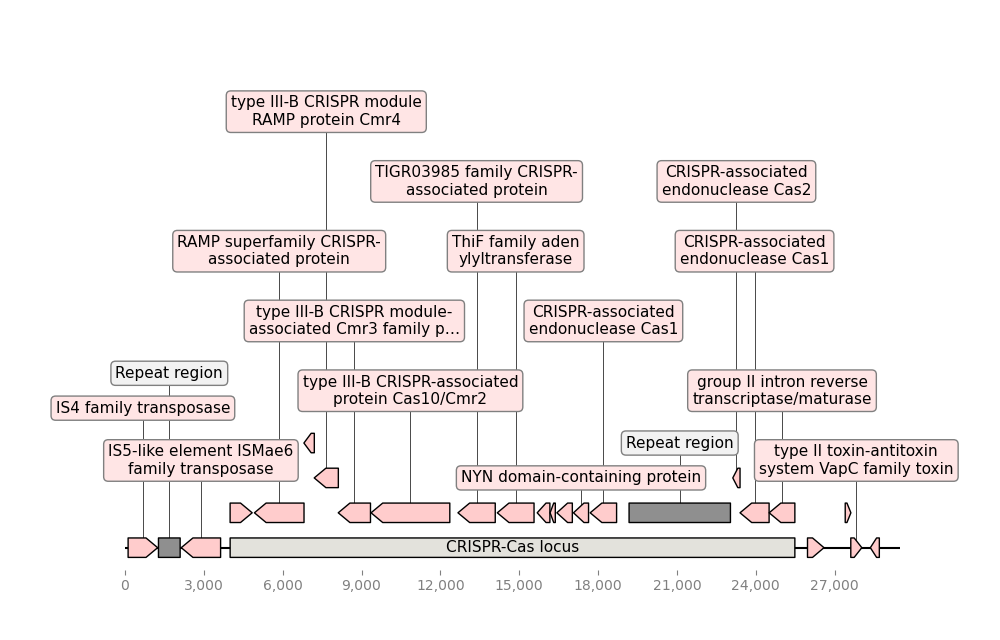 type III-B CRISPR module
RAMP protein Cmr4
TIGR03985 family CRISPR-
associated protein
CRISPR-associated
endonuclease Cas2
RAMP superfamily CRISPR-
associated protein
ThiF family aden
ylyltransferase
CRISPR-associated
endonuclease Cas1
type III-B CRISPR module-
associated Cmr3 family p…
CRISPR-associated
endonuclease Cas1
Repeat region
type III-B CRISPR-associated
protein Cas10/Cmr2
group II intron reverse
transcriptase/maturase
IS4 family transposase
Repeat region
IS5-like element ISMae6
family transposase
type II toxin-antitoxin
system VapC family toxin
NYN domain-containing protein
CRISPR-Cas locus
0 3,000 6,000 9,000 12,000 15,000 18,000 21,000 24,000 27,000